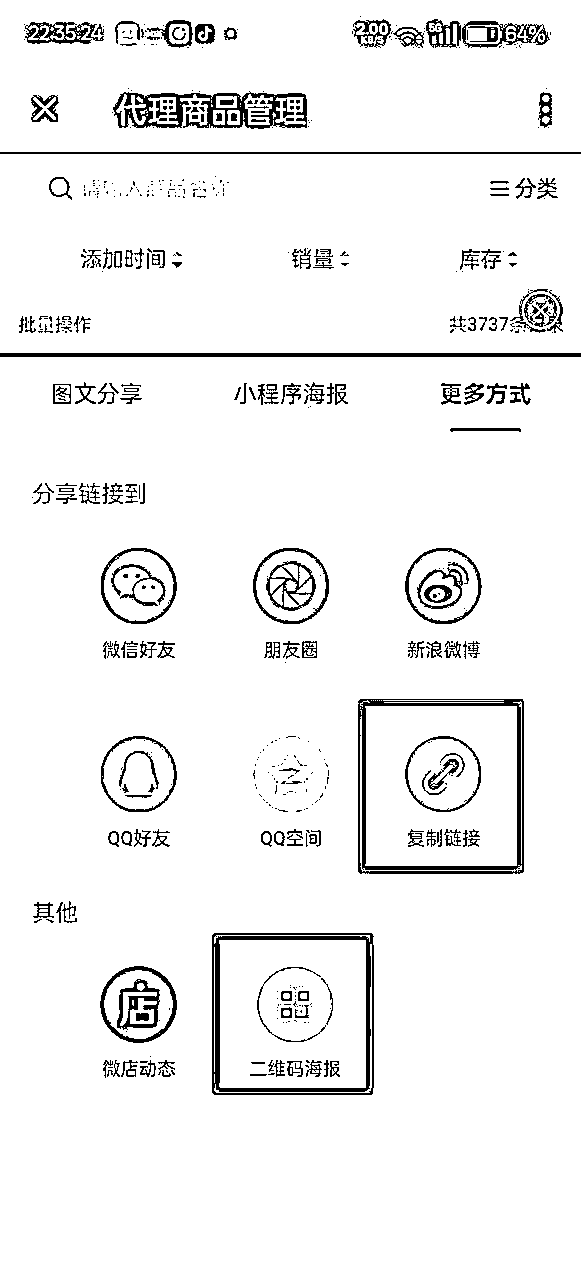 22:35:24 2.00 KB/S 5G 64%
代理商品管理
请输入商品名称 分类
添加时间 销量 库存
批量操作 共3737条
图文分享 小程序海报 更多方式
分享链接到
微信好友 朋友圈 新浪微博
QQ好友 QQ空间 复制链接
其他
店
微店动态 二维码海报